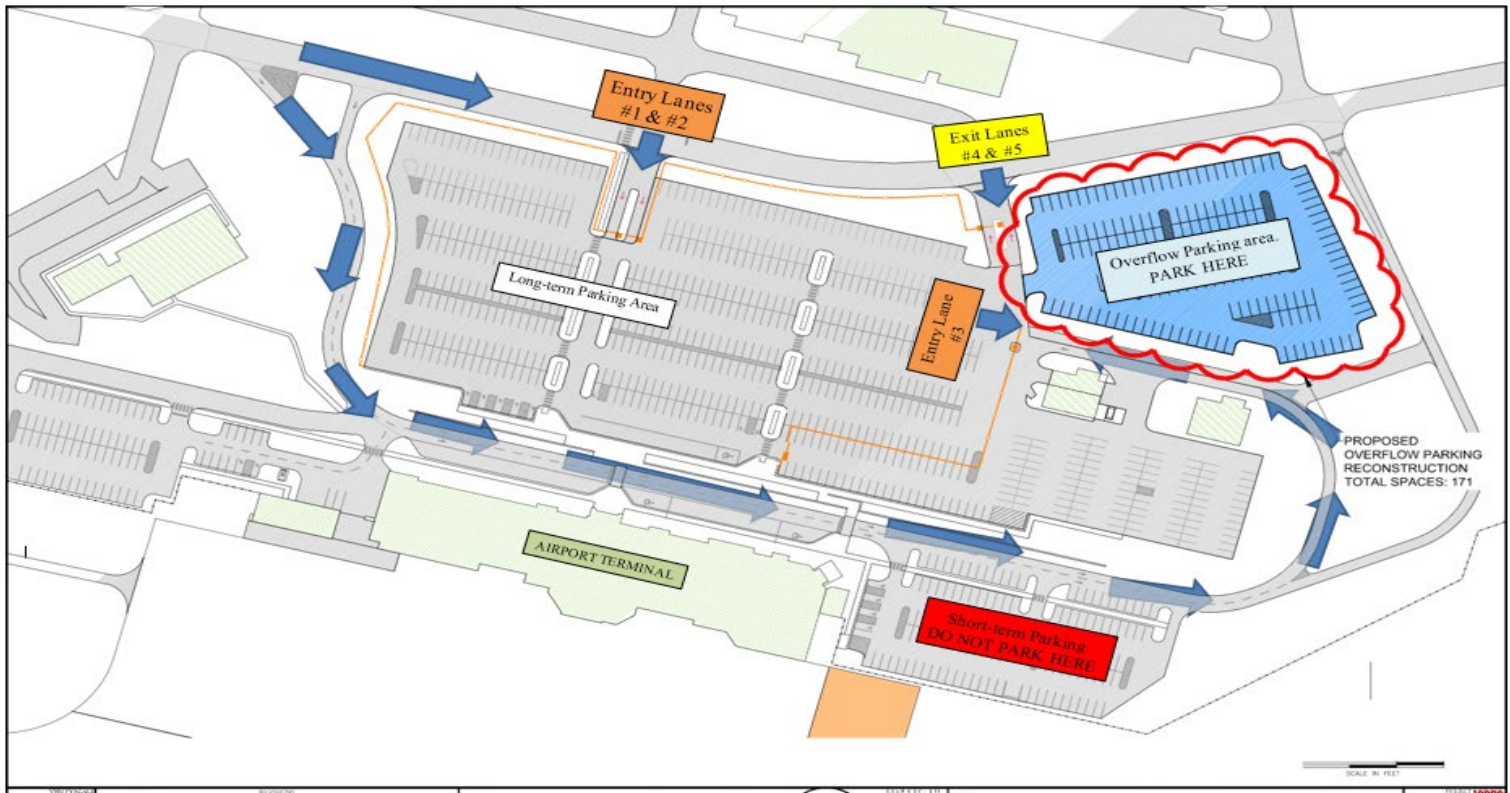 Entry Lanes
#1 & #2
Exit Lanes
#4 & #5
Overflow Parking area.
PARK HERE
Long-term Parking Area
Entry Lane
#3
PROPOSED
OVERFLOW PARKING
RECONSTRUCTION
TOTAL SPACES: 171
AIRPORT TERMINAL
Short-term Parking
DO NOT PARK HERE
SCALE IN FEET